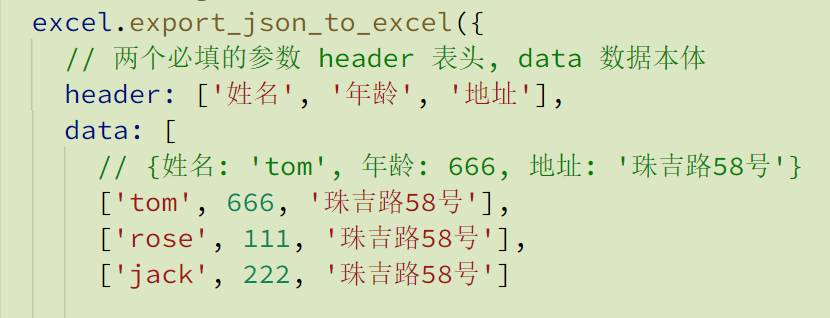 excel.export_json_to_excel({
// 两个必填的参数 header 表头, data 数据本体
header: ['姓名', '年龄', '地址'],
data: [
// {姓名: 'tom', 年龄: 666, 地址: '珠吉路58号'}
['tom', 666, '珠吉路58号'],
['rose', 111, '珠吉路58号'],
['jack', 222, '珠吉路58号']